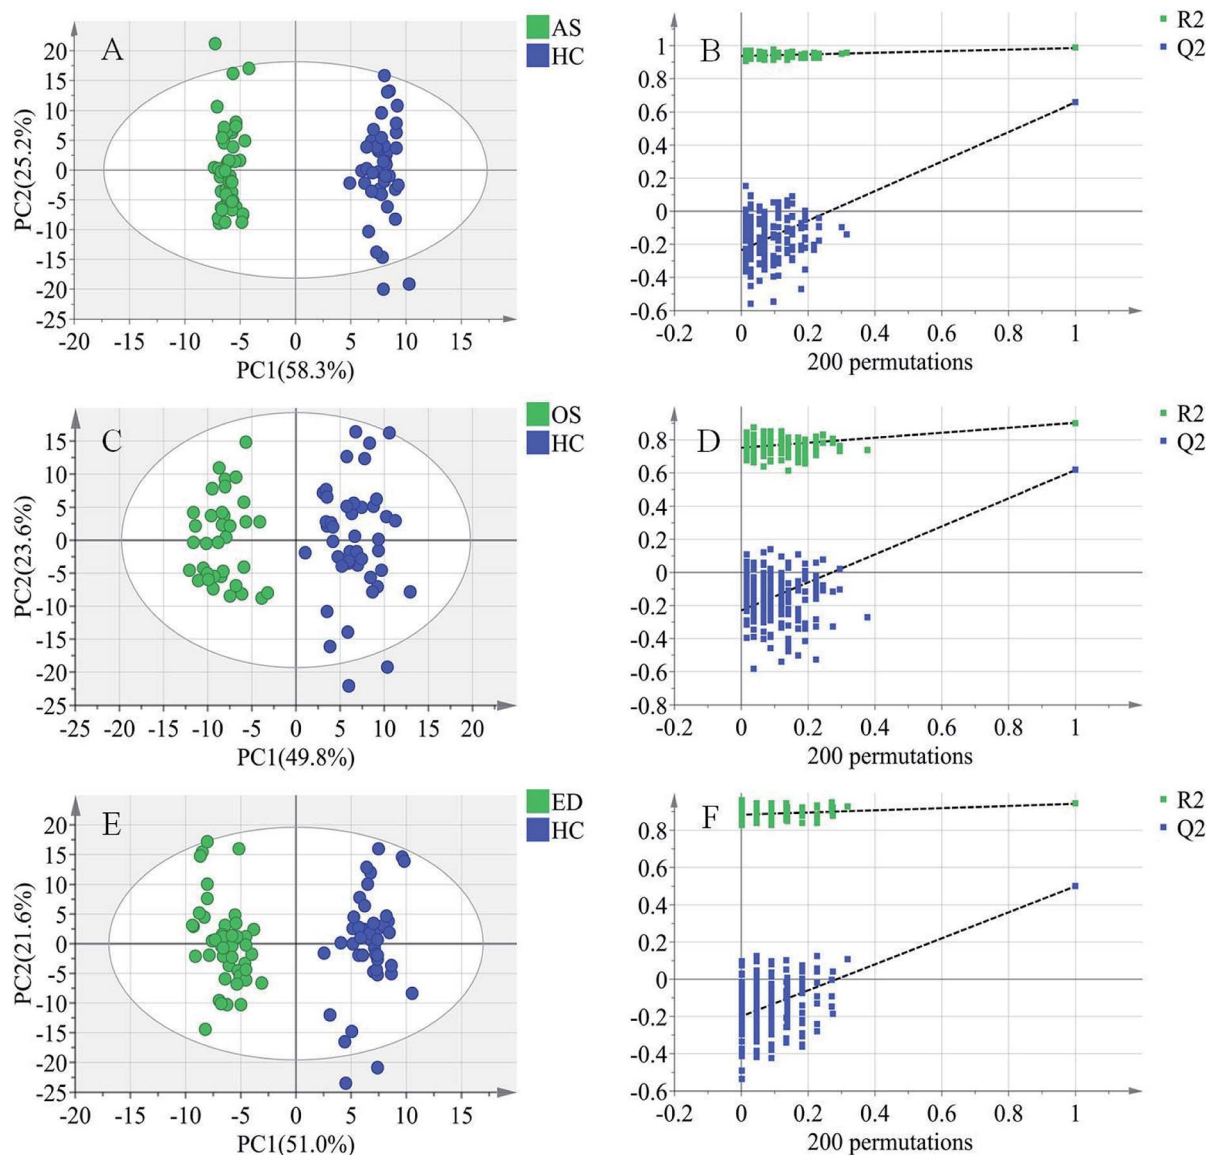 A
AS
HC
20
15
10
5
0
-5
-10
-15
-20
-25
PC2(25.2%)
-20 -15 -10 -5 0 5 10 15
PC1(58.3%)
B
R2
Q2
1
0.8
0.6
0.4
0.2
0
-0.2
-0.4
-0.6
-0.2 0 0.2 0.4 0.6 0.8 1
200 permutations
C
OS
HC
15
10
5
0
-5
-10
-15
-20
-25
PC2(23.6%)
-25 -20 -15 -10 -5 0 5 10 15 20
PC1(49.8%)
D
R2
Q2
0.8
0.6
0.4
0.2
0
-0.2
-0.4
-0.6
-0.8
-0.2 0 0.2 0.4 0.6 0.8 1
200 permutations
E
ED
HC
20
15
10
5
0
-5
-10
-15
-20
-25
PC2(21.6%)
-20 -15 -10 -5 0 5 10 15
PC1(51.0%)
F
R2
Q2
0.8
0.6
0.4
0.2
0
-0.2
-0.4
-0.6
-0.2 0 0.2 0.4 0.6 0.8 1
200 permutations